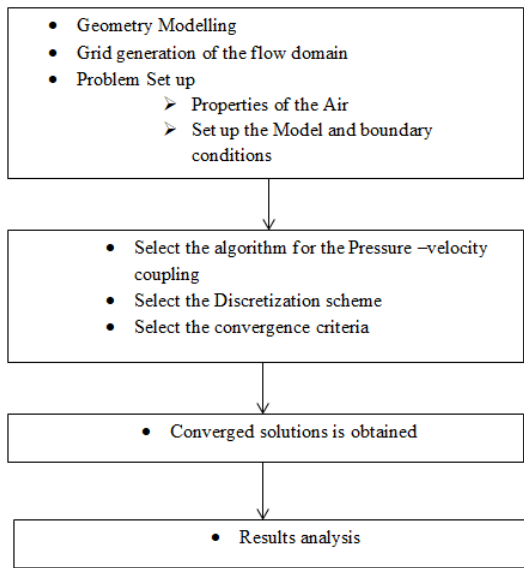 • Geometry Modelling
• Grid generation of the flow domain
• Problem Set up
➢ Properties of the Air
➢ Set up the Model and boundary
conditions
• Select the algorithm for the Pressure –velocity
coupling
• Select the Discretization scheme
• Select the convergence criteria
• Converged solutions is obtained
• Results analysis